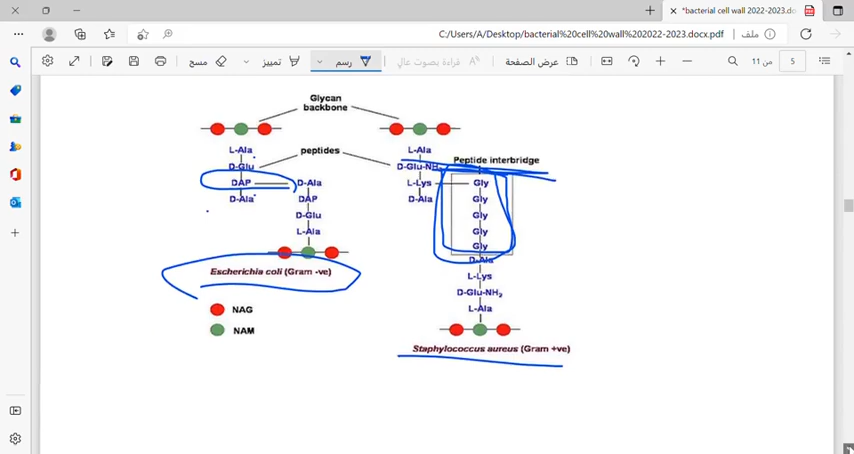 *bacterial cell wall 2022-2023.do
C:/Users/A/Desktop/bacterial%20cell%20wall%202022-2023.docx.pdf
ملف
مسح
تمييز
رسم
قراءة بصوت عالٍ
عرض الصفحة
من 11
5
Glycan
backbone
L-Ala
L-Ala
D-Glu
peptides
D-Glu-NH₂
Peptide interbridge
DAP
D-Ala
L-Lys
Gly
D-Ala
DAP
D-Ala
Gly
D-Glu
Gly
L-Ala
Gly
Gly
D-Ala
Escherichia coli (Gram -ve)
L-Lys
D-Glu-NH₂
NAG
L-Ala
NAM
Staphylococcus aureus (Gram +ve)